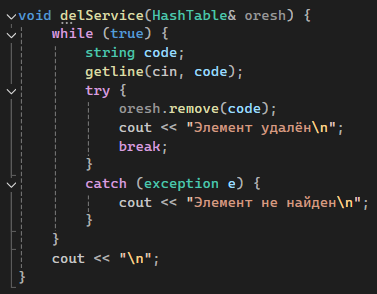 void delService(HashTable& oresh) {
    while (true) {
        string code;
        getline(cin, code);
        try {
            oresh.remove(code);
            cout << "Элемент удалён\n";
            break;
        }
        catch (exception e) {
            cout << "Элемент не найден\n";
        }
    }
    cout << "\n";
}